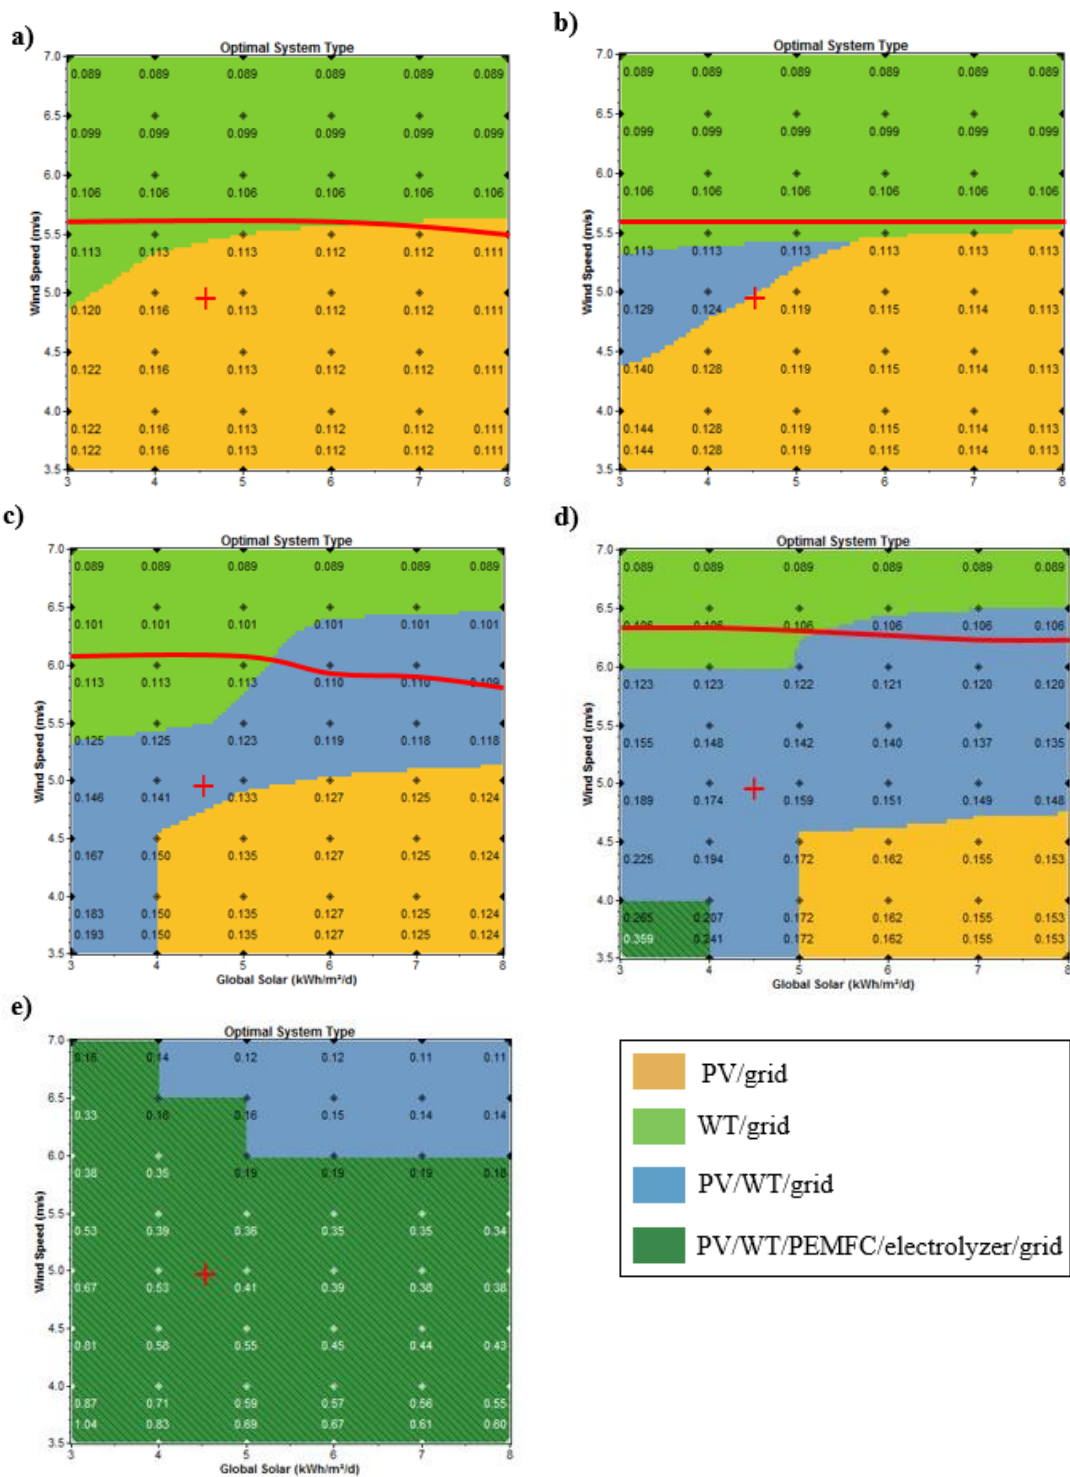 a)
Optimal System Type
7.0
0.089 0.089 0.089 0.089 0.089 0.089
6.5
0.099 0.099 0.099 0.099 0.099 0.099
6.0
0.106 0.106 0.106 0.106 0.106 0.106
5.5
0.113 0.113 0.113 0.112 0.112 0.111
5.0
0.120 0.116 0.113 0.112 0.112 0.111
4.5
0.122 0.116 0.113 0.112 0.112 0.111
4.0
0.122 0.116 0.113 0.112 0.112 0.111
0.122 0.116 0.113 0.112 0.112 0.111
3.5
3 4 5 6 7 8
Wind Speed (m/s)
b)
Optimal System Type
7.0
0.089 0.089 0.089 0.089 0.089 0.089
6.5
0.099 0.099 0.099 0.099 0.099 0.099
6.0
0.106 0.106 0.106 0.106 0.106 0.106
5.5
0.113 0.113 0.113 0.113 0.113 0.113
5.0
0.129 0.124 0.119 0.115 0.114 0.113
4.5
0.140 0.128 0.119 0.115 0.114 0.113
4.0
0.144 0.128 0.119 0.115 0.114 0.113
0.144 0.128 0.119 0.115 0.114 0.113
3.5
3 4 5 6 7 8
Wind Speed (m/s)
c)
Optimal System Type
7.0
0.089 0.089 0.089 0.089 0.089 0.089
6.5
0.101 0.101 0.101 0.101 0.101 0.101
6.0
0.113 0.113 0.113 0.110 0.110 0.109
5.5
0.125 0.125 0.123 0.119 0.118 0.118
5.0
0.146 0.141 0.133 0.127 0.125 0.124
4.5
0.167 0.150 0.135 0.127 0.125 0.124
4.0
0.183 0.150 0.135 0.127 0.125 0.124
0.193 0.150 0.135 0.127 0.125 0.124
3.5
3 4 5 6 7 8
Global Solar (kWh/m²/d)
Wind Speed (m/s)
d)
Optimal System Type
7.0
0.089 0.089 0.089 0.089 0.089 0.089
6.5
0.106 0.106 0.106 0.106 0.106 0.106
6.0
0.123 0.123 0.122 0.121 0.120 0.120
5.5
0.155 0.148 0.142 0.140 0.137 0.135
5.0
0.189 0.174 0.159 0.151 0.149 0.148
4.5
0.225 0.194 0.172 0.162 0.155 0.153
4.0
0.265 0.207 0.172 0.162 0.155 0.153
0.359 0.241 0.172 0.162 0.155 0.153
3.5
3 4 5 6 7 8
Global Solar (kWh/m²/d)
Wind Speed (m/s)
e)
Optimal System Type
7.0
0.16 0.14 0.12 0.12 0.11 0.11
6.5
0.33 0.16 0.16 0.15 0.14 0.14
6.0
0.38 0.35 0.19 0.19 0.19 0.18
5.5
0.53 0.39 0.36 0.35 0.35 0.34
5.0
0.67 0.53 0.41 0.39 0.38 0.38
4.5
0.81 0.58 0.55 0.45 0.44 0.43
4.0
0.87 0.71 0.59 0.57 0.56 0.55
1.04 0.83 0.69 0.67 0.61 0.60
3.5
3 4 5 6 7 8
Global Solar (kWh/m²/d)
Wind Speed (m/s)
PV/grid
WT/grid
PV/WT/grid
PV/WT/PEMFC/electrolyzer/grid